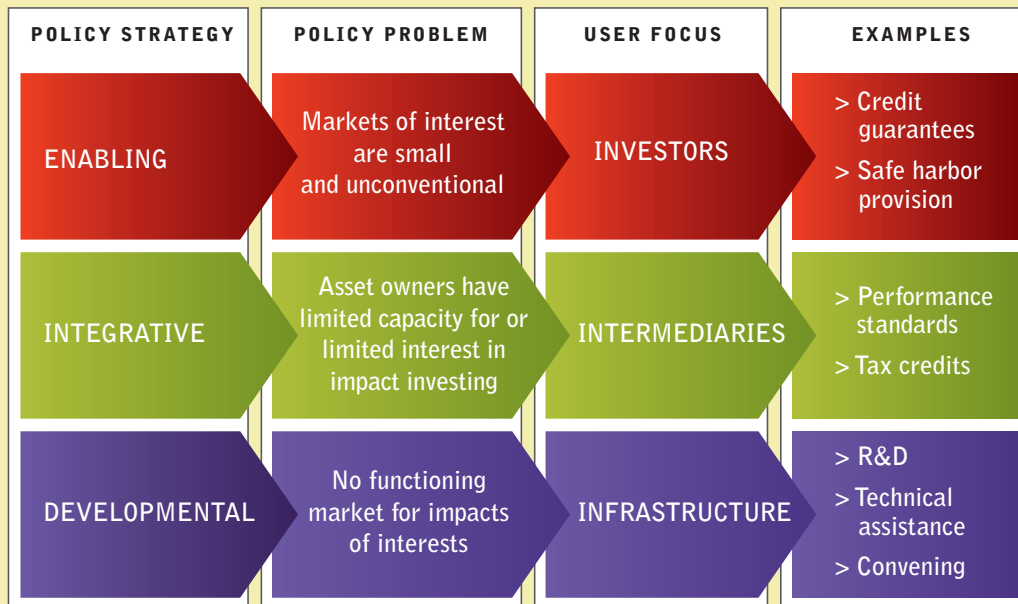 POLICY STRATEGY
POLICY PROBLEM
USER FOCUS
EXAMPLES
ENABLING
Markets of interest
are small
and unconventional
INVESTORS
> Credit
guarantees
> Safe harbor
provision
INTEGRATIVE
Asset owners have
limited capacity for or
limited interest in
impact investing
INTERMEDIARIES
> Performance
standards
> Tax credits
DEVELOPMENTAL
No functioning
market for impacts
of interests
INFRASTRUCTURE
> R&D
> Technical
assistance
> Convening